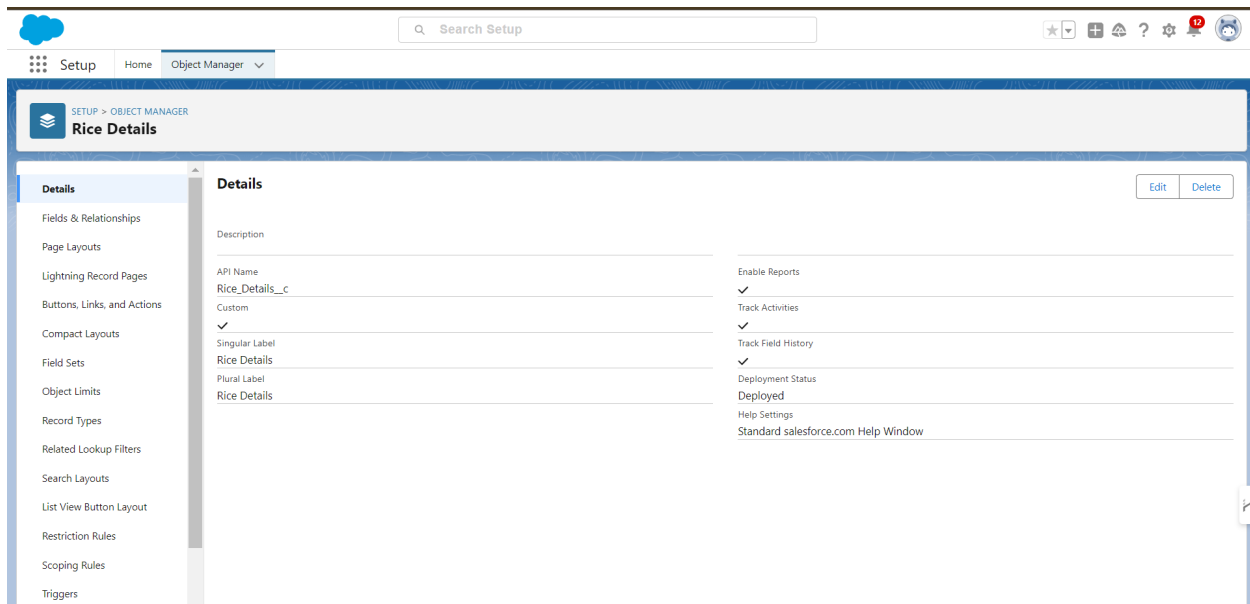 Search Setup
12
Setup
Home
Object Manager
SETUP > OBJECT MANAGER
Rice Details
Details
Fields & Relationships
Page Layouts
Lightning Record Pages
Buttons, Links, and Actions
Compact Layouts
Field Sets
Object Limits
Record Types
Related Lookup Filters
Search Layouts
List View Button Layout
Restriction Rules
Scoping Rules
Triggers
Details
Edit
Delete
Description
API Name
Rice_Details__c
Custom
Singular Label
Rice Details
Plural Label
Rice Details
Enable Reports
Track Activities
Track Field History
Deployment Status
Deployed
Help Settings
Standard salesforce.com Help Window